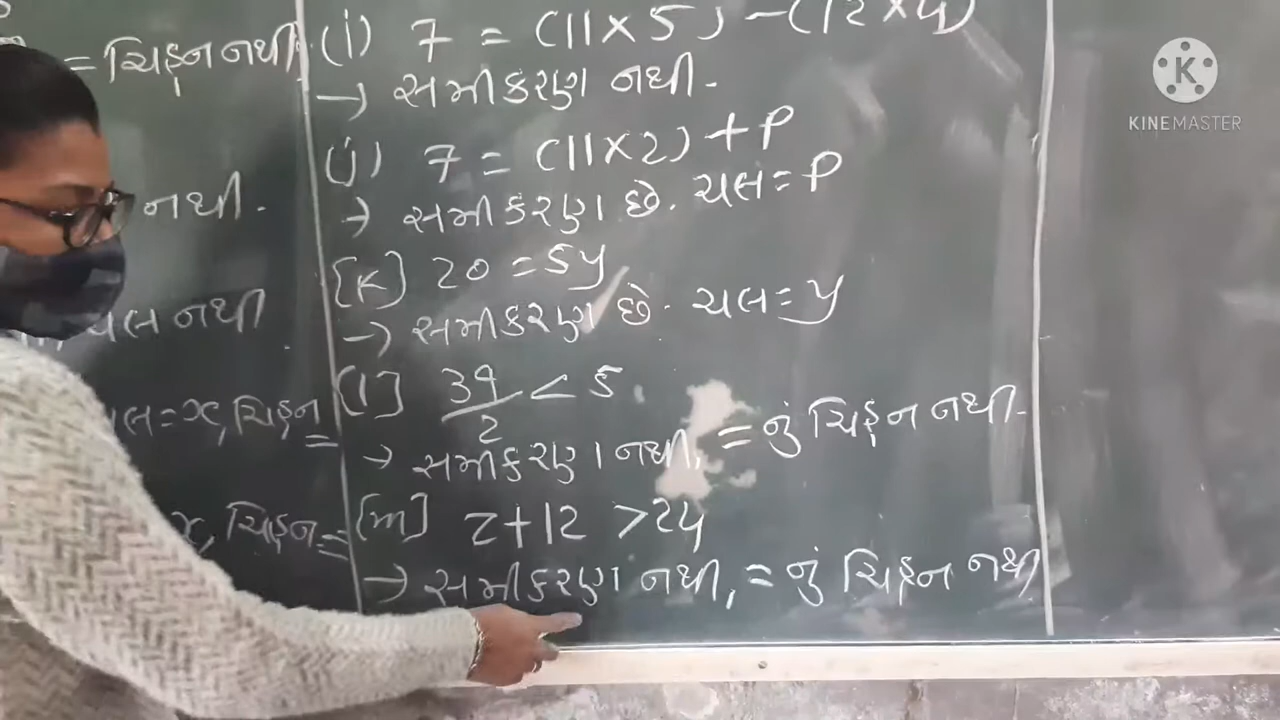 = ચિહ્ન નથી
નથી.
ચલ નથી
ચલ=x, ચિહ્ન =
x, ચિહ્ન =
(i) 7 = (11×5) -(12×4)
→ સમીકરણ નથી.
(j) 7 = (11×2)+P
→ સમીકરણ છે. ચલ=P
[K] 20 =5y
→ સમીકરણ છે. ચલ=y
[l] 3q/2 < 5
→ સમીકરણ નથી, = નું ચિહ્ન નથી.
[m] z+12 >24
→ સમીકરણ નથી, = નું ચિહ્ન નથી
K
KINEMASTER